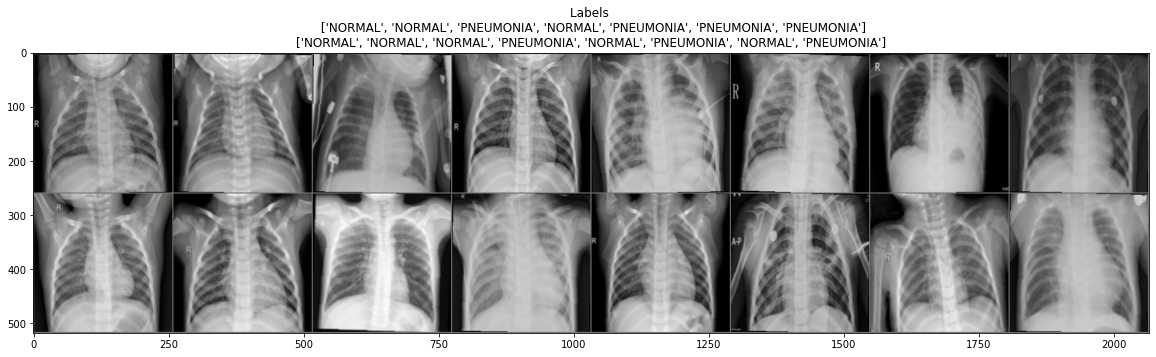 Labels
['NORMAL', 'NORMAL', 'PNEUMONIA', 'NORMAL', 'PNEUMONIA', 'PNEUMONIA', 'PNEUMONIA']
['NORMAL', 'NORMAL', 'NORMAL', 'PNEUMONIA', 'NORMAL', 'PNEUMONIA', 'NORMAL', 'PNEUMONIA']
0
R
R
R
R
R
100
200
300
R
R
R
A-P
R
400
500
0
250
500
750
1000
1250
1500
1750
2000